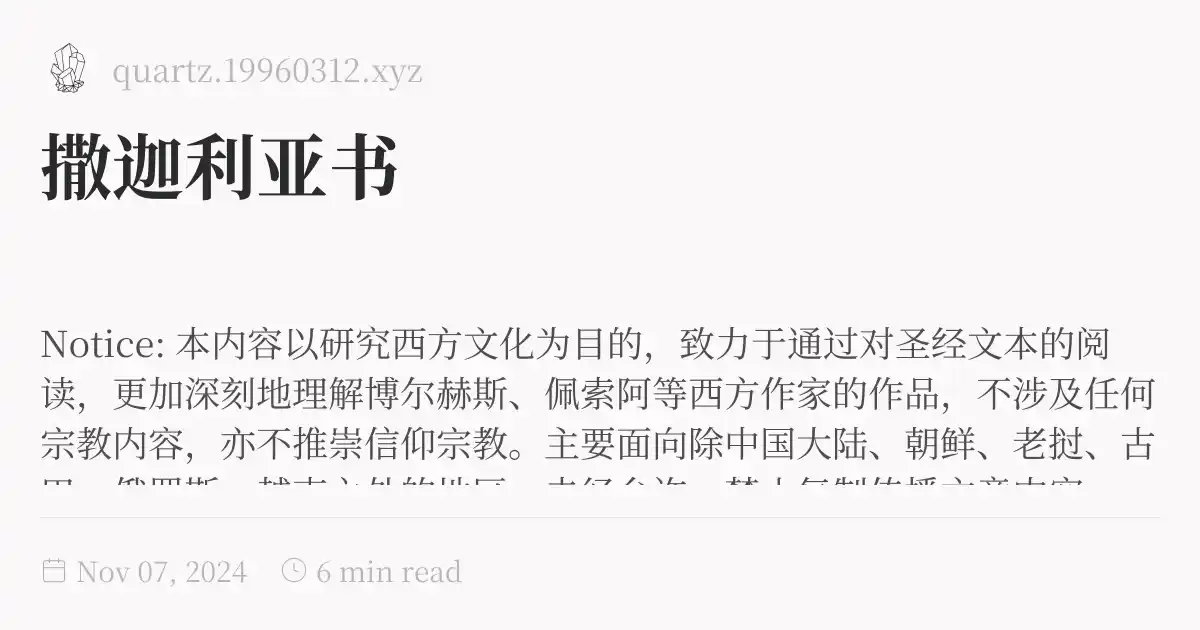 quartz.19960312.xyz
撒迦利亚书
Notice: 本内容以研究西方文化为目的，致力于通过对圣经文本的阅
读，更加深刻地理解博尔赫斯、佩索阿等西方作家的作品，不涉及任何
宗教内容，亦不推崇信仰宗教。主要面向除中国大陆、朝鲜、老挝、古
Nov 07, 2024
6 min read